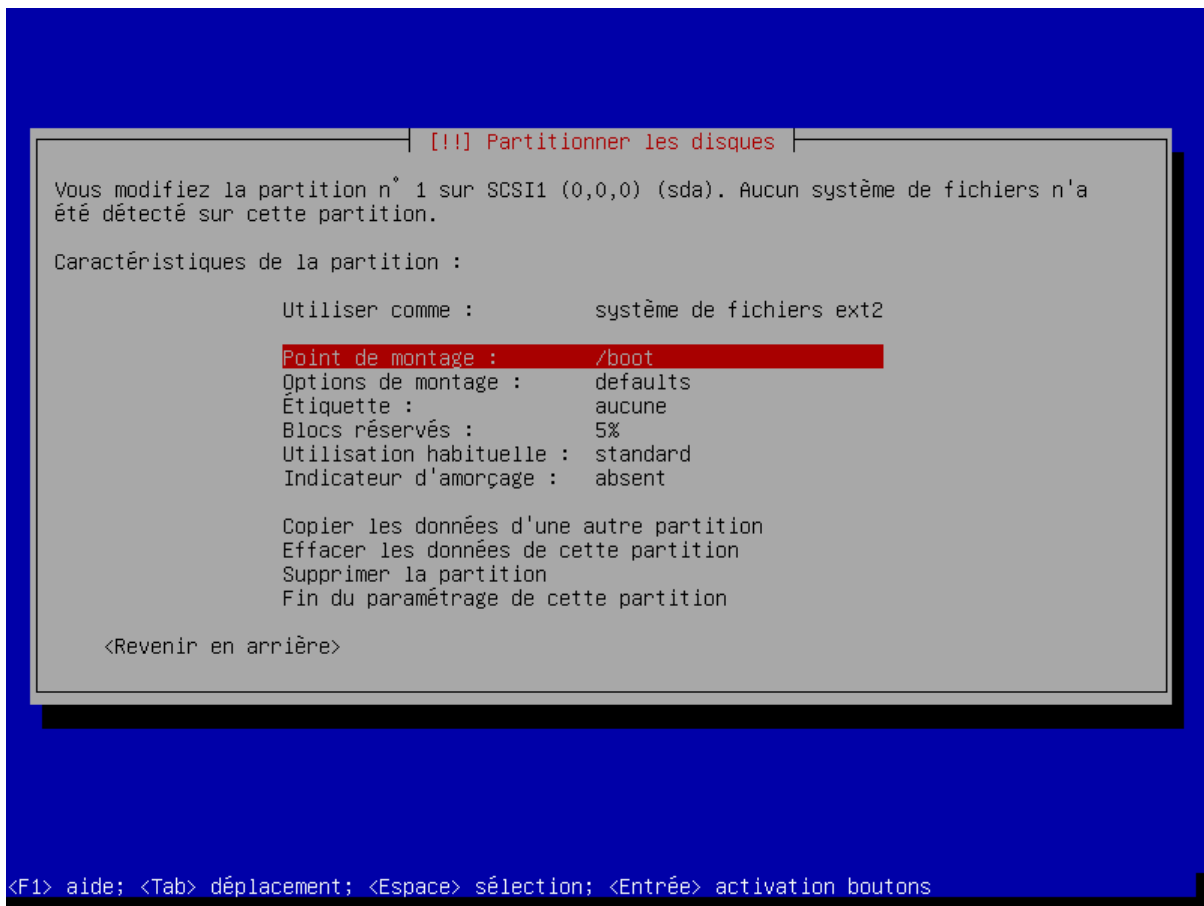 [!!] Partitionner les disques
Vous modifiez la partition n° 1 sur SCSI1 (0,0,0) (sda). Aucun système de fichiers n'a
été détecté sur cette partition.
Caractéristiques de la partition :
Utiliser comme : système de fichiers ext2
Point de montage : /boot
Options de montage : defaults
Étiquette : aucune
Blocs réservés : 5%
Utilisation habituelle : standard
Indicateur d'amorçage : absent
Copier les données d'une autre partition
Effacer les données de cette partition
Supprimer la partition
Fin du paramétrage de cette partition
<Revenir en arrière>
<F1> aide; <Tab> déplacement; <Espace> sélection; <Entrée> activation boutons